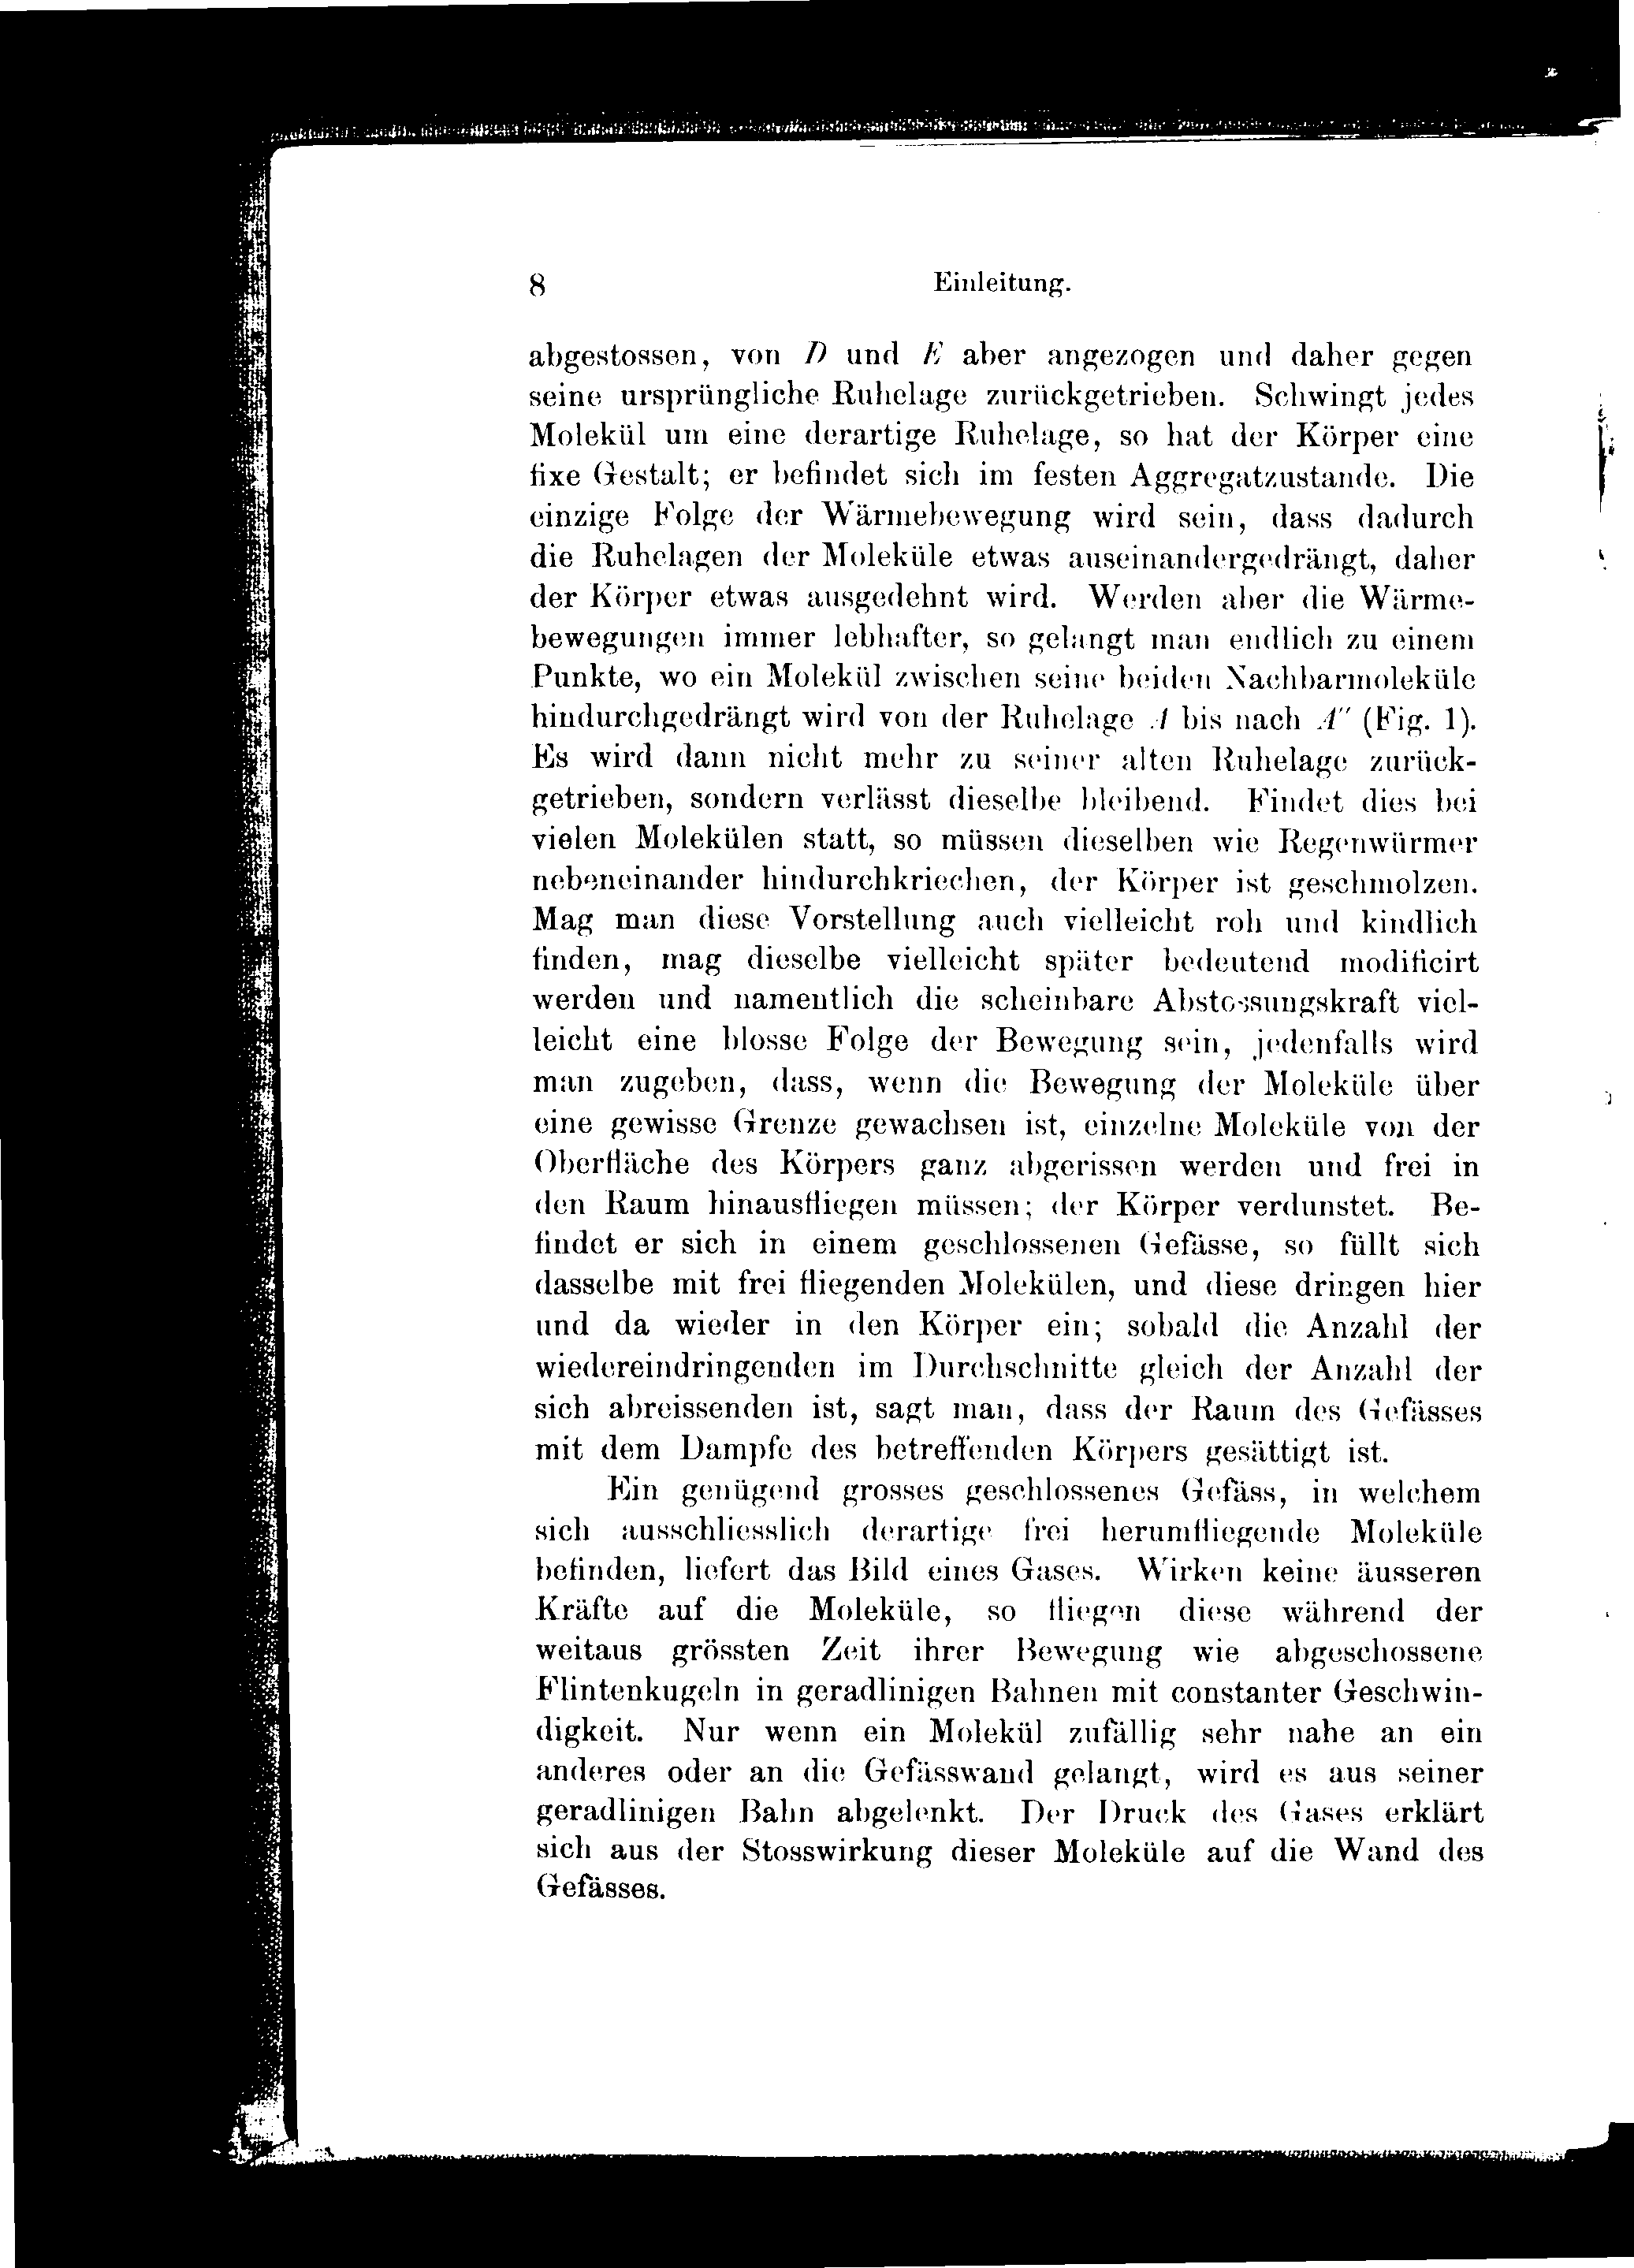 8 Einleitung.
abgestossen, von D und E aber angezogen und daher gegen
seine ursprüngliche Ruhelage zurückgetrieben. Schwingt jedes
Molekül um eine derartige Ruhelage, so hat der Körper eine
fixe Gestalt; er befindet sich im festen Aggregatzustande. Die
einzige Folge der Wärmebewegung wird sein, dass dadurch
die Ruhelagen der Moleküle etwas auseinandergedrängt, daher
der Körper etwas ausgedehnt wird. Werden aber die Wärme-
bewegungen immer lebhafter, so gelangt man endlich zu einem
Punkte, wo ein Molekül zwischen seine beiden Nachbarmoleküle
hindurchgedrängt wird von der Ruhelage A bis nach A″ (Fig. 1).
Es wird dann nicht mehr zu seiner alten Ruhelage zurück-
getrieben, sondern verlässt dieselbe bleibend. Findet dies bei
vielen Molekülen statt, so müssen dieselben wie Regenwürmer
nebeneinander hindurchkriechen, der Körper ist geschmolzen.
Mag man diese Vorstellung auch vielleicht roh und kindlich
finden, mag dieselbe vielleicht später bedeutend modificirt
werden und namentlich die scheinbare Abstossungskraft viel-
leicht eine blosse Folge der Bewegung sein, jedenfalls wird
man zugeben, dass, wenn die Bewegung der Moleküle über
eine gewisse Grenze gewachsen ist, einzelne Moleküle von der
Oberfläche des Körpers ganz abgerissen werden und frei in
den Raum hinausfliegen müssen; der Körper verdunstet. Be-
findet er sich in einem geschlossenen Gefässe, so füllt sich
dasselbe mit frei fliegenden Molekülen, und diese dringen hier
und da wieder in den Körper ein; sobald die Anzahl der
wiedereindringenden im Durchschnitte gleich der Anzahl der
sich abreissenden ist, sagt man, dass der Raum des Gefässes
mit dem Dampfe des betreffenden Körpers gesättigt ist.
Ein genügend grosses geschlossenes Gefäss, in welchem
sich ausschliesslich derartige frei herumfliegende Moleküle
befinden, liefert das Bild eines Gases. Wirken keine äusseren
Kräfte auf die Moleküle, so fliegen diese während der
weitaus grössten Zeit ihrer Bewegung wie abgeschossene
Flintenkugeln in geradlinigen Bahnen mit constanter Geschwin-
digkeit. Nur wenn ein Molekül zufällig sehr nahe an ein
anderes oder an die Gefässwand gelangt, wird es aus seiner
geradlinigen Bahn abgelenkt. Der Druck des Gases erklärt
sich aus der Stosswirkung dieser Moleküle auf die Wand des
Gefässes.